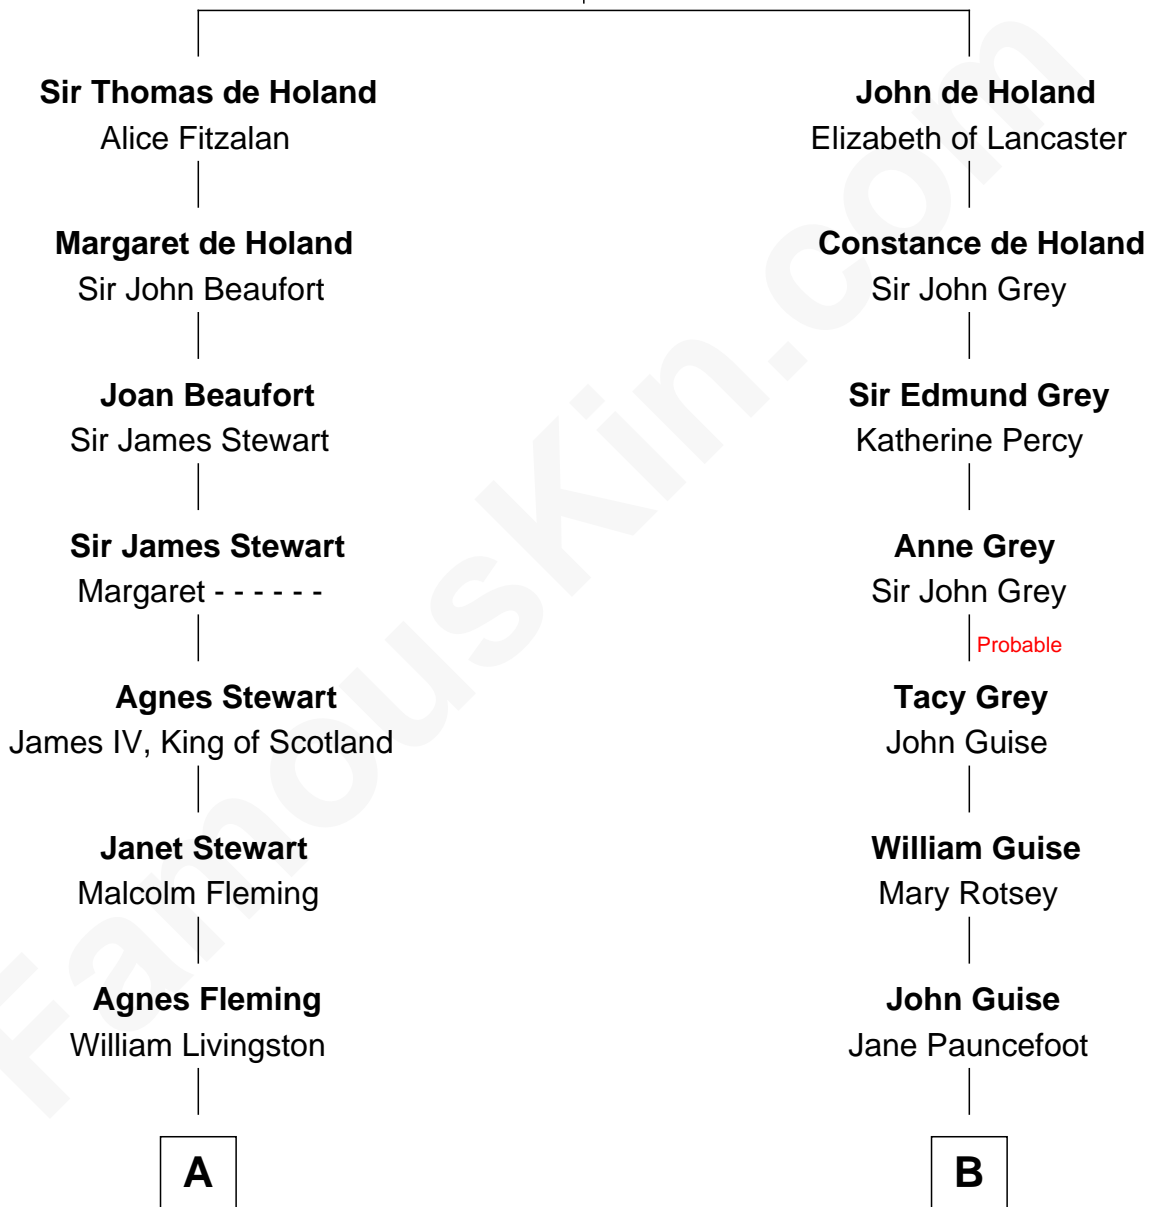 Sir Thomas de Holand
Alice Fitzalan
Margaret de Holand
Sir John Beaufort
Joan Beaufort
Sir James Stewart
Sir James Stewart
Margaret - - - - - -
Agnes Stewart
James IV, King of Scotland
Janet Stewart
Malcolm Fleming
Agnes Fleming
William Livingston
A
John de Holand
Elizabeth of Lancaster
Constance de Holand
Sir John Grey
Sir Edmund Grey
Katherine Percy
Anne Grey
Sir John Grey
Probable
Tacy Grey
John Guise
William Guise
Mary Rotsey
John Guise
Jane Pauncefoot
B
FamousKin.com